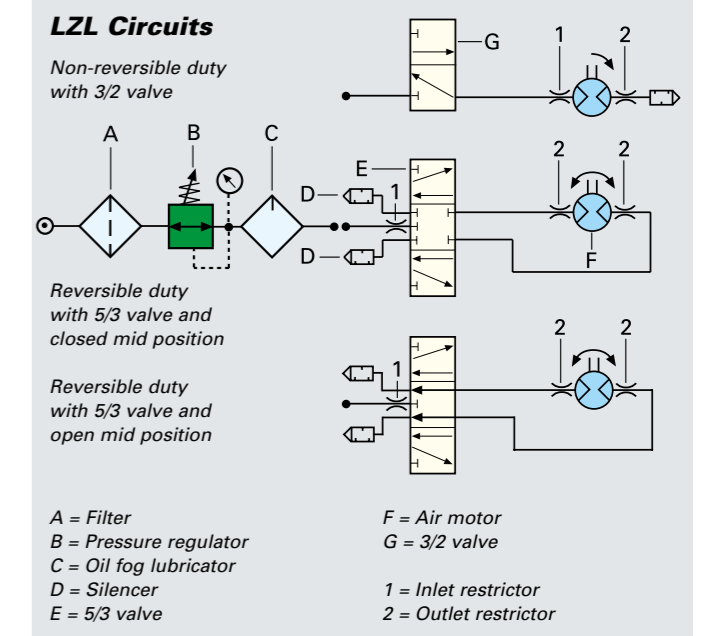 LZL Circuits
Non-reversible duty
with 3/2 valve
G
1
2
A
B
C
E
D
1
2
2
D
F
Reversible duty
with 5/3 valve and
closed mid position
Reversible duty
with 5/3 valve and
open mid position
1
2
2
A = Filter
B = Pressure regulator
C = Oil fog lubricator
D = Silencer
E = 5/3 valve
F = Air motor
G = 3/2 valve
1 = Inlet restrictor
2 = Outlet restrictor